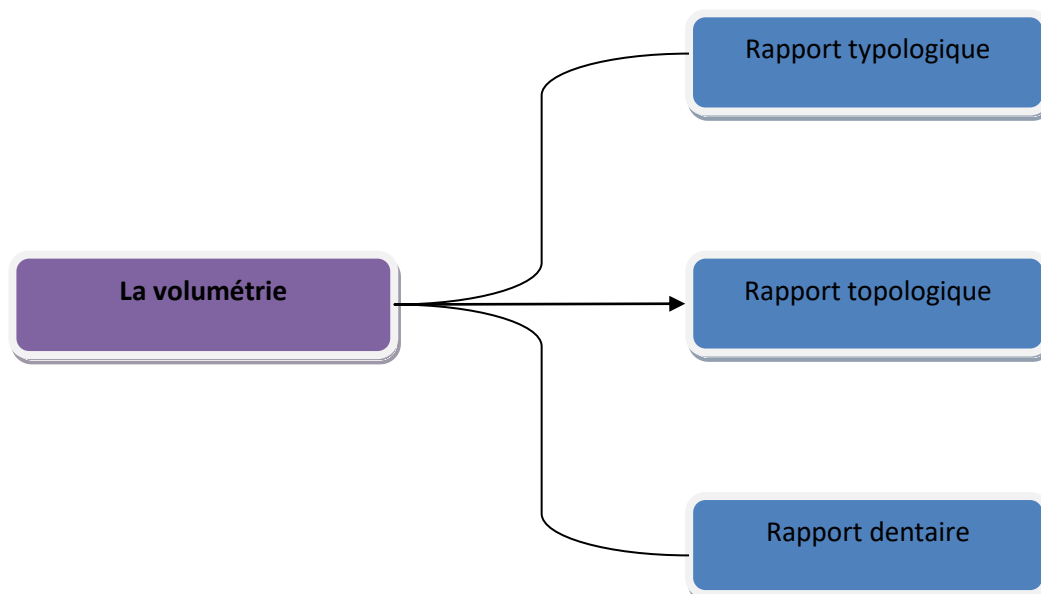 Rapport typologique
La volumétrie
Rapport topologique
Rapport dentaire